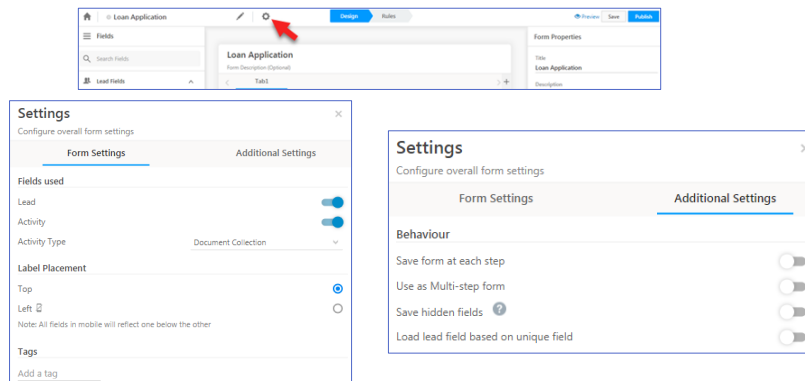 Loan Application
Design
Rules
Preview
Save
Publish
Fields
Search Fields
Lead Fields
Loan Application
Form Description (Optional)
Tab1
Form Properties
Title
Loan Application
Description
Settings
Configure overall form settings
Form Settings
Additional Settings
Fields used
Lead
Activity
Activity Type
Document Collection
Label Placement
Top
Left
Note: All fields in mobile will reflect one below the other
Tags
Add a tag
Settings
Configure overall form settings
Form Settings
Additional Settings
Behaviour
Save form at each step
Use as Multi-step form
Save hidden fields ?
Load lead field based on unique field